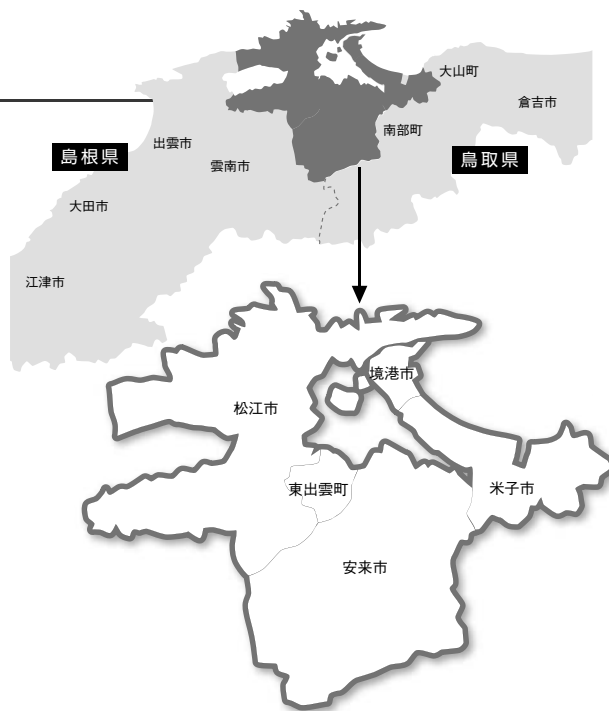 大山町
倉吉市
南部町
出雲市
島根県
鳥取県
雲南市
大田市
江津市
境港市
松江市
東出雲町
米子市
安来市